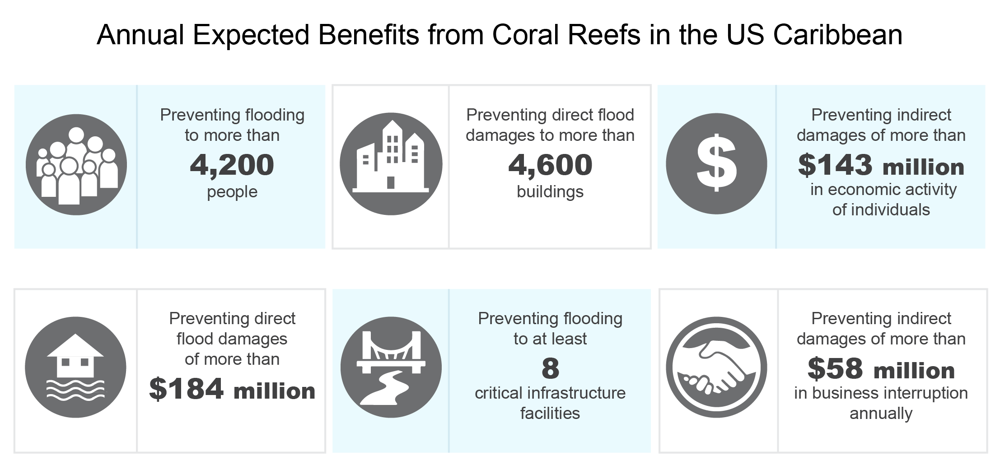 Annual Expected Benefits from Coral Reefs in the US Caribbean
Preventing flooding
to more than
4,200
people
Preventing direct flood
damages to more than
4,600
buildings
$
Preventing indirect
damages of more than
$143 million
in economic activity
of individuals
Preventing direct
flood damages
of more than
$184 million
Preventing flooding
to at least
8
critical infrastructure
facilities
Preventing indirect
damages of more than
$58 million
in business interruption
annually